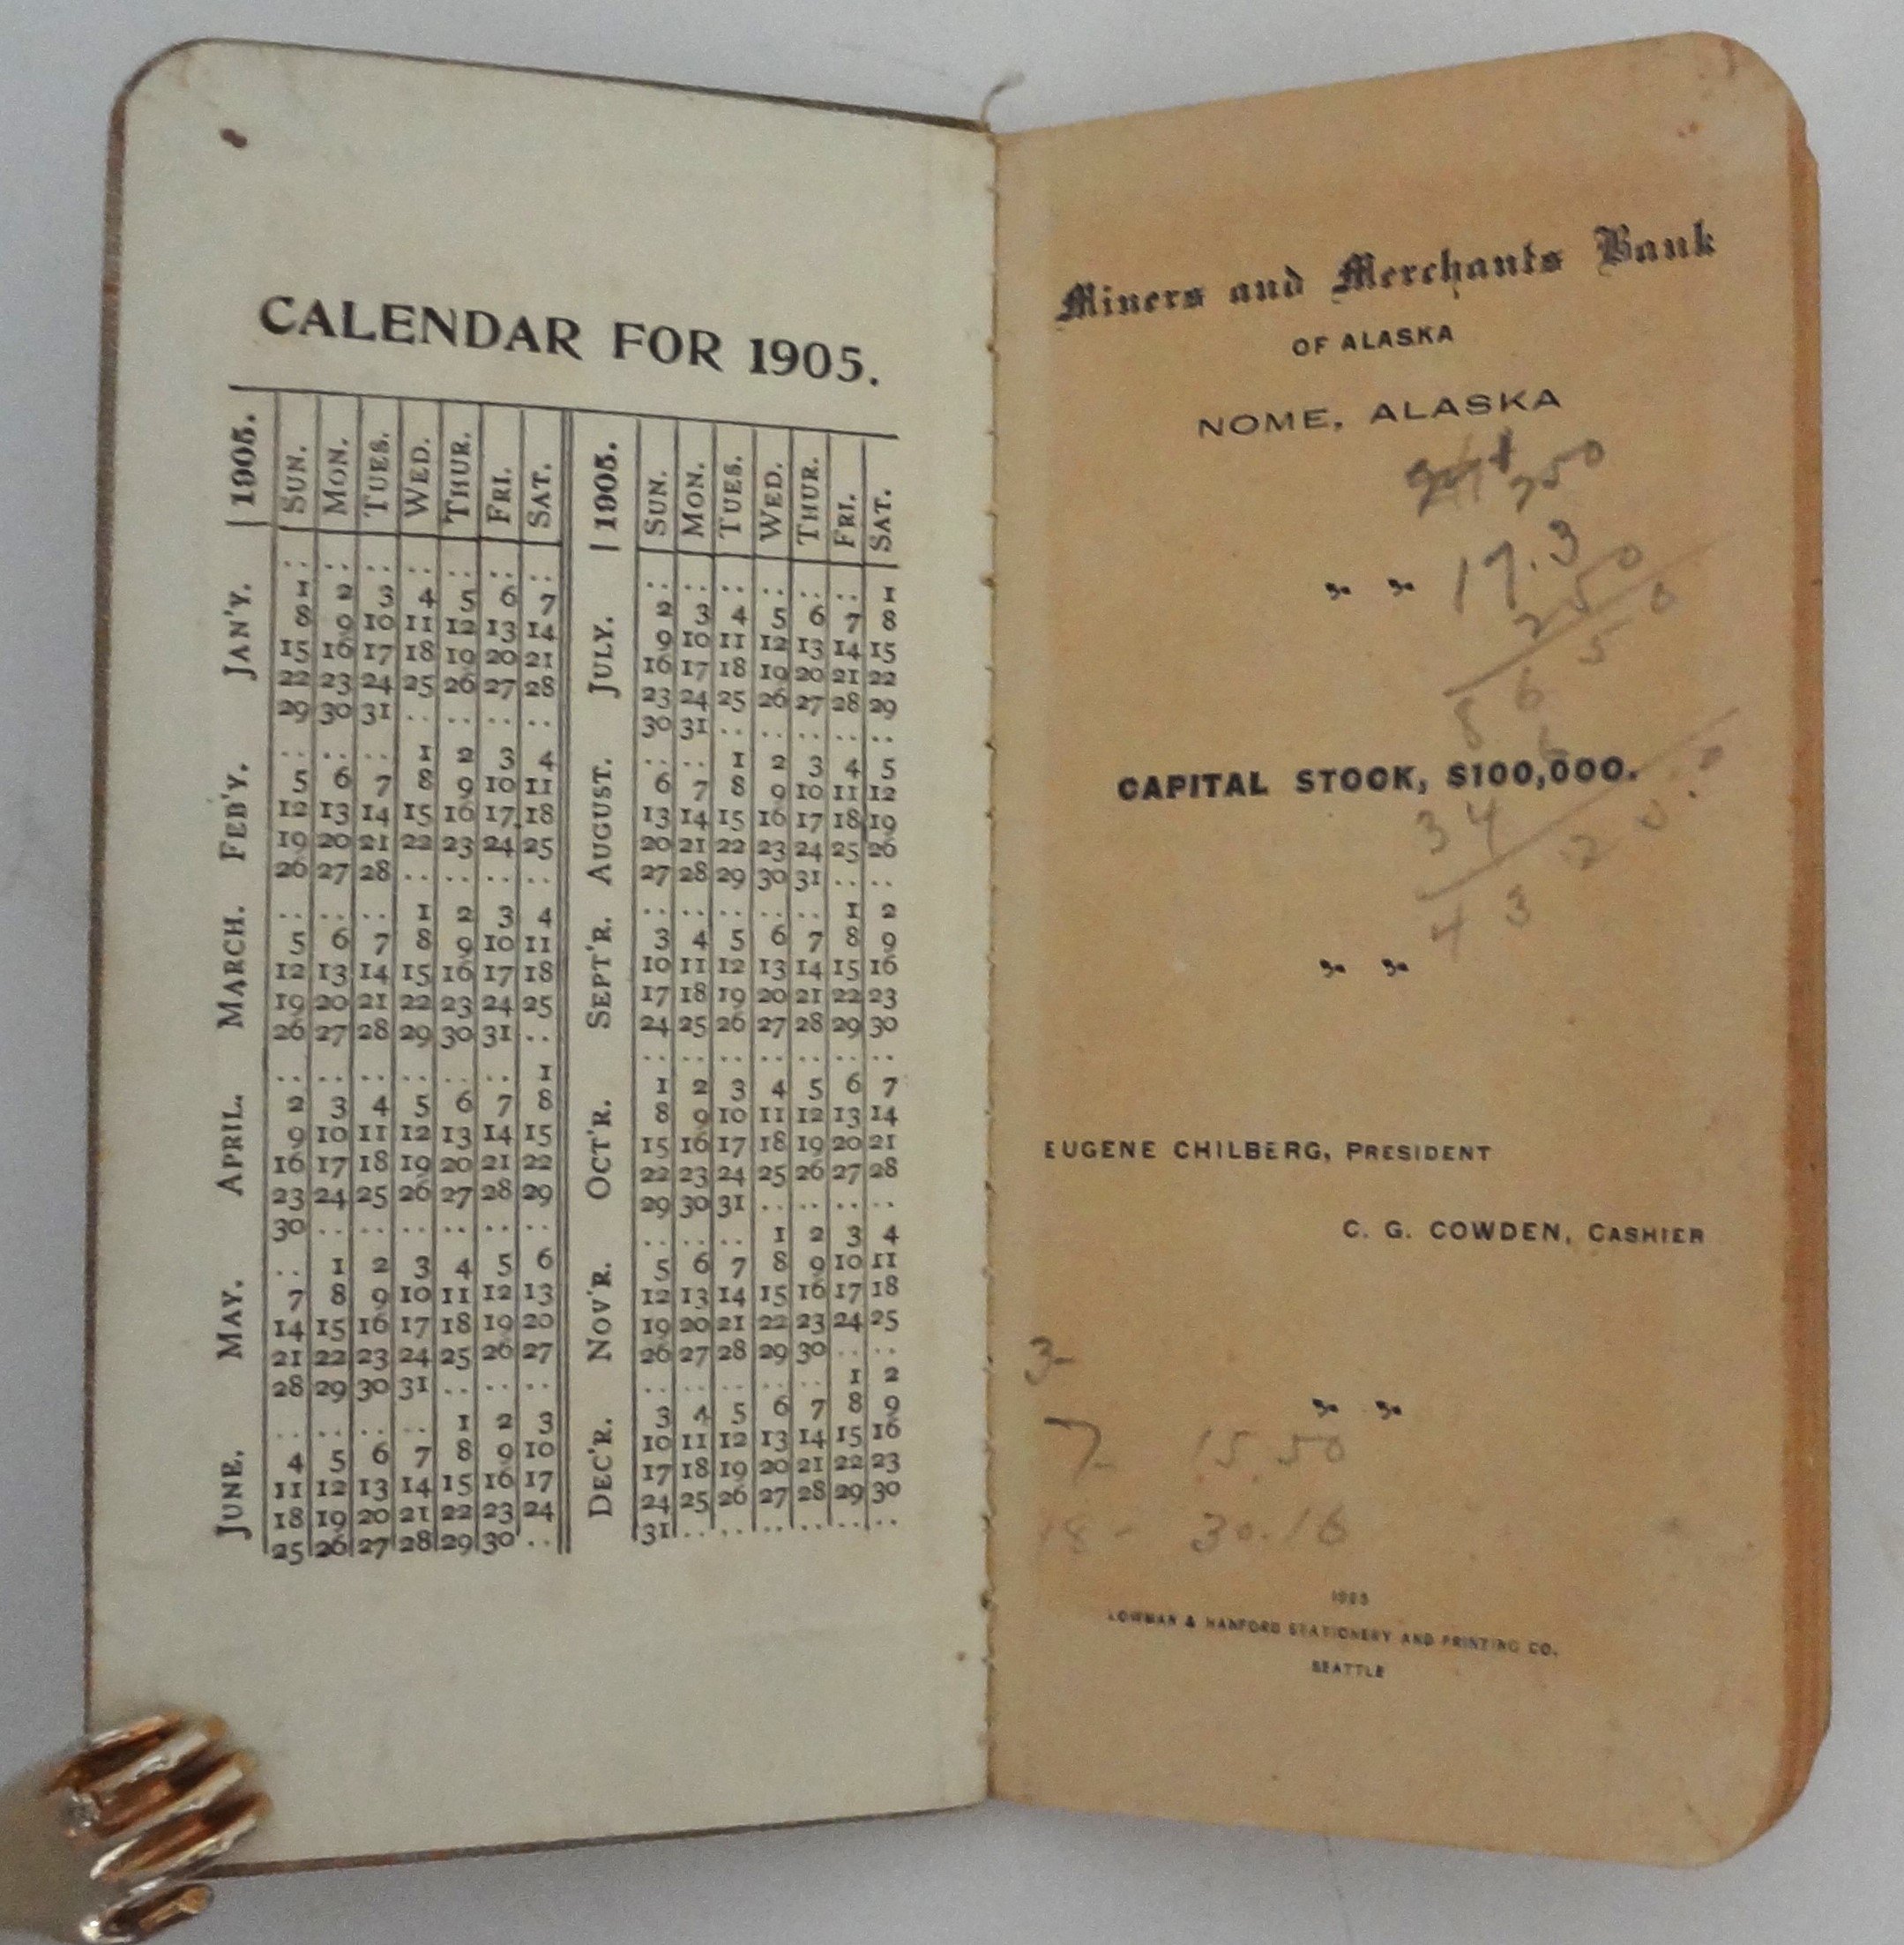 CALENDAR FOR 1905.
1905. SUN. MON. TUES. WED. THUR. FRI. SAT.
JAN'Y.
.. .. .. .. .. .. ..
1 2 3 4 5 6 7
8 9 10 11 12 13 14
15 16 17 18 19 20 21
22 23 24 25 26 27 28
29 30 31 .. .. .. ..
FEB'Y.
.. .. .. 1 2 3 4
5 6 7 8 9 10 11
12 13 14 15 16 17 18
19 20 21 22 23 24 25
26 27 28 .. .. .. ..
MARCH.
.. .. .. 1 2 3 4
5 6 7 8 9 10 11
12 13 14 15 16 17 18
19 20 21 22 23 24 25
26 27 28 29 30 31 ..
APRIL.
.. .. .. .. .. .. 1
2 3 4 5 6 7 8
9 10 11 12 13 14 15
16 17 18 19 20 21 22
23 24 25 26 27 28 29
30 .. .. .. .. .. ..
MAY.
.. 1 2 3 4 5 6
7 8 9 10 11 12 13
14 15 16 17 18 19 20
21 22 23 24 25 26 27
28 29 30 31 .. .. ..
JUNE.
.. .. .. .. 1 2 3
4 5 6 7 8 9 10
11 12 13 14 15 16 17
18 19 20 21 22 23 24
25 26 27 28 29 30 ..
1905. SUN. MON. TUES. WED. THUR. FRI. SAT.
JULY.
.. .. .. .. .. .. 1
2 3 4 5 6 7 8
9 10 11 12 13 14 15
16 17 18 19 20 21 22
23 24 25 26 27 28 29
30 31 .. .. .. .. ..
AUGUST.
.. .. 1 2 3 4 5
6 7 8 9 10 11 12
13 14 15 16 17 18 19
20 21 22 23 24 25 26
27 28 29 30 31 .. ..
SEPT'R.
.. .. .. .. .. 1 2
3 4 5 6 7 8 9
10 11 12 13 14 15 16
17 18 19 20 21 22 23
24 25 26 27 28 29 30
.. .. .. .. .. .. ..
OCT'R.
1 2 3 4 5 6 7
8 9 10 11 12 13 14
15 16 17 18 19 20 21
22 23 24 25 26 27 28
29 30 31 .. .. .. ..
NOV'R.
.. .. .. 1 2 3 4
5 6 7 8 9 10 11
12 13 14 15 16 17 18
19 20 21 22 23 24 25
26 27 28 29 30 .. ..
DEC'R.
.. .. .. .. .. 1 2
3 4 5 6 7 8 9
10 11 12 13 14 15 16
17 18 19 20 21 22 23
24 25 26 27 28 29 30
31 .. .. .. .. .. ..
Miners and Merchants Bank
OF ALASKA
NOME, ALASKA
17.3
CAPITAL STOCK, $100,000.
34
EUGENE CHILBERG, PRESIDENT
C. G. COWDEN, CASHIER
3-
7- 15.50
18- 30.16
LOWMAN & HANFORD STATIONERY AND PRINTING CO.
SEATTLE